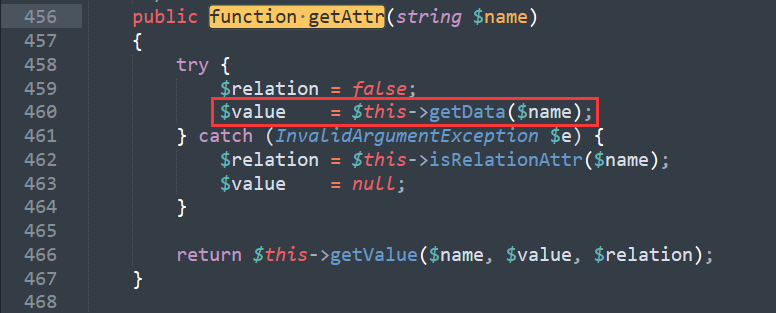 456 public function getAttr(string $name)
457 {
458 try {
459 $relation = false;
460 $value = $this->getData($name);
461 } catch (InvalidArgumentException $e) {
462 $relation = $this->isRelationAttr($name);
463 $value = null;
464 }
465
466 return $this->getValue($name, $value, $relation);
467 }
468